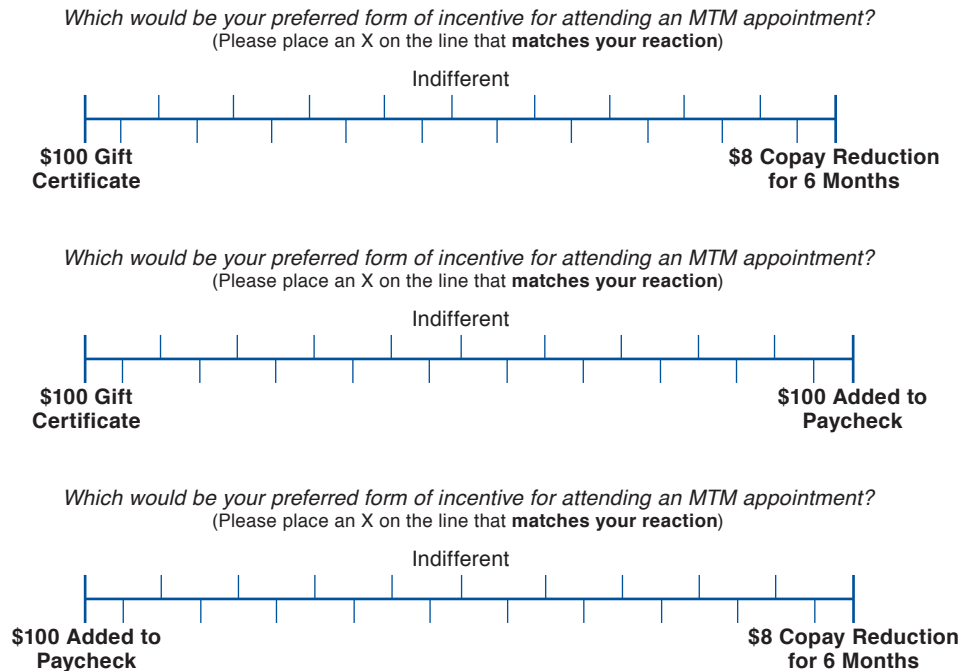 Which would be your preferred form of incentive for attending an MTM appointment?
(Please place an X on the line that matches your reaction)
Indifferent
$100 Gift
Certificate
$8 Copay Reduction
for 6 Months
Which would be your preferred form of incentive for attending an MTM appointment?
(Please place an X on the line that matches your reaction)
Indifferent
$100 Gift
Certificate
$100 Added to
Paycheck
Which would be your preferred form of incentive for attending an MTM appointment?
(Please place an X on the line that matches your reaction)
Indifferent
$100 Added to
Paycheck
$8 Copay Reduction
for 6 Months